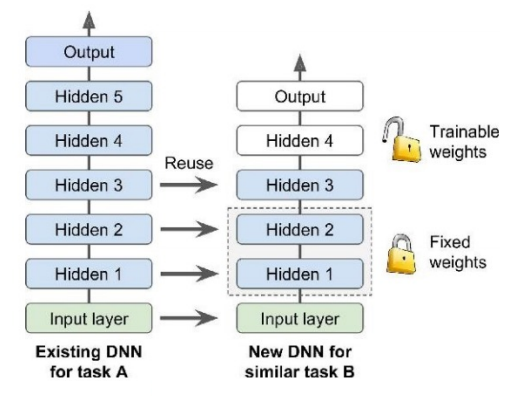 Output
Hidden 5
Hidden 4
Hidden 3
Hidden 2
Hidden 1
Input layer
Existing DNN
for task A
Reuse
Output
Hidden 4
Hidden 3
Hidden 2
Hidden 1
Input layer
New DNN for
similar task B
Trainable
weights
Fixed
weights